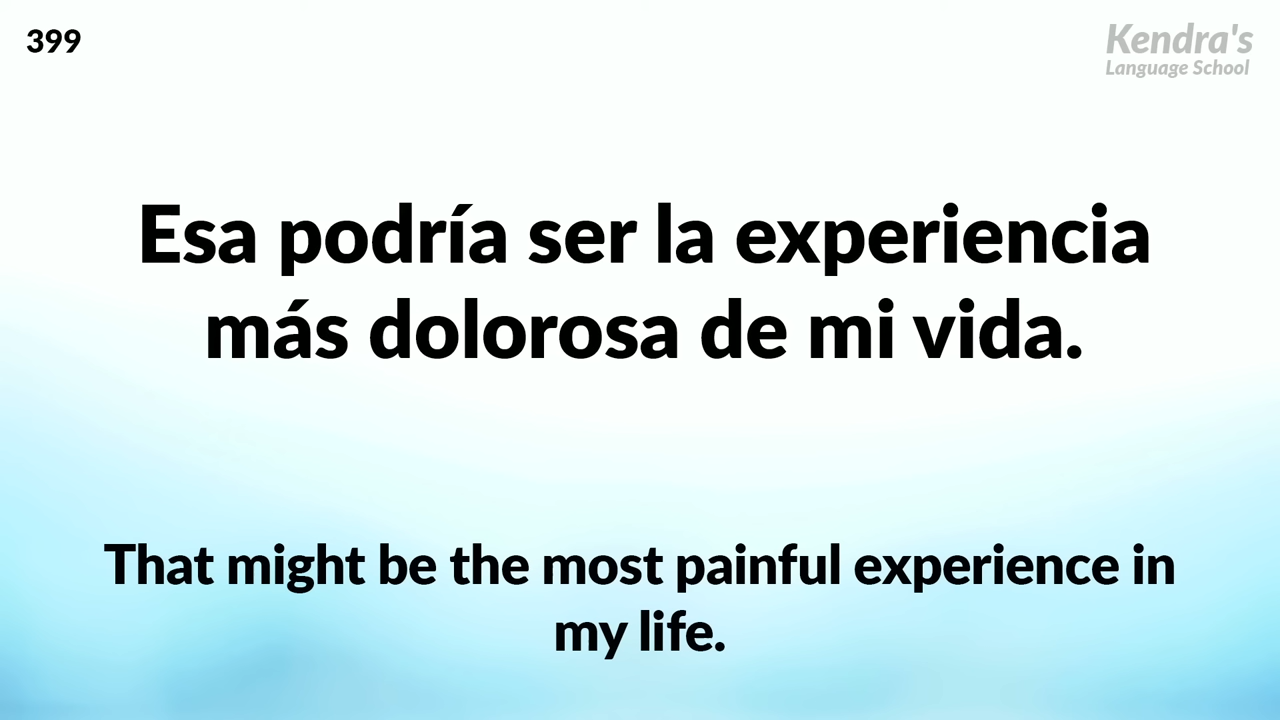 399
Kendra's
Language School
Esa podría ser la experiencia
más dolorosa de mi vida.
That might be the most painful experience in
my life.